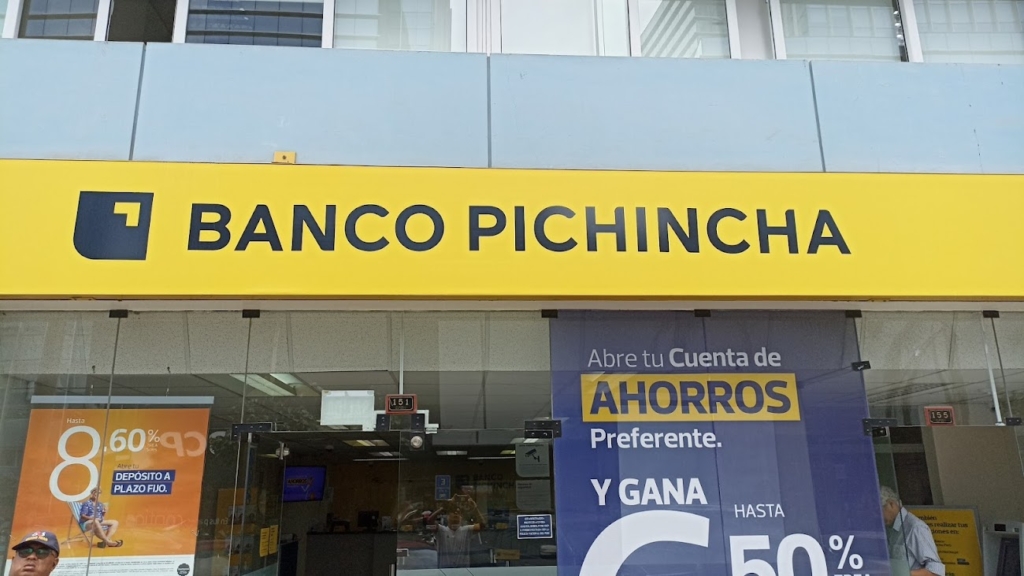 BANCO PICHINCHA
Hasta
8.60%
DEPÓSITO A
PLAZO FIJO.
151
Abre tu Cuenta de
AHORROS
Preferente.
Y GANA
HASTA
50%
155